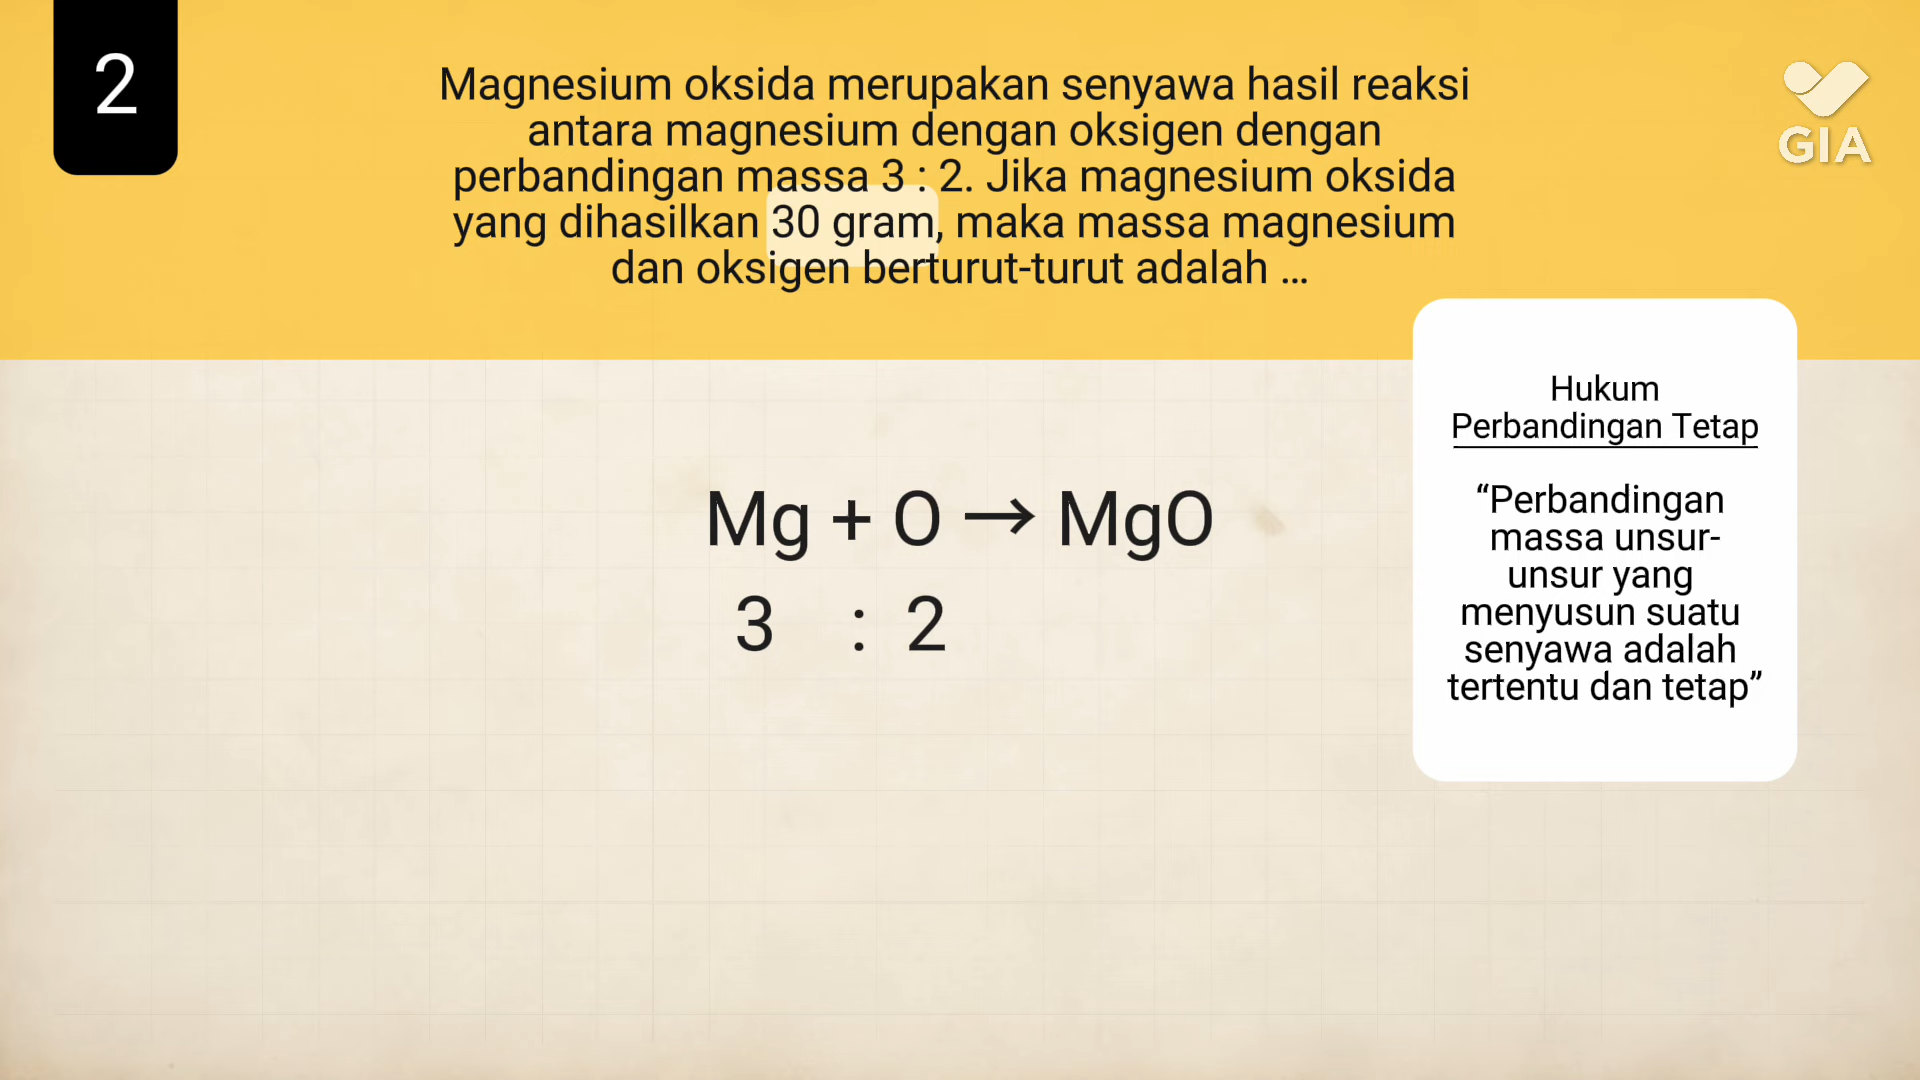 2
Magnesium oksida merupakan senyawa hasil reaksi
antara magnesium dengan oksigen dengan
perbandingan massa 3 : 2. Jika magnesium oksida
yang dihasilkan 30 gram, maka massa magnesium
dan oksigen berturut-turut adalah ...
GIA
Mg + O → MgO
3 : 2
Hukum
Perbandingan Tetap
“Perbandingan
massa unsur-
unsur yang
menyusun suatu
senyawa adalah
tertentu dan tetap”